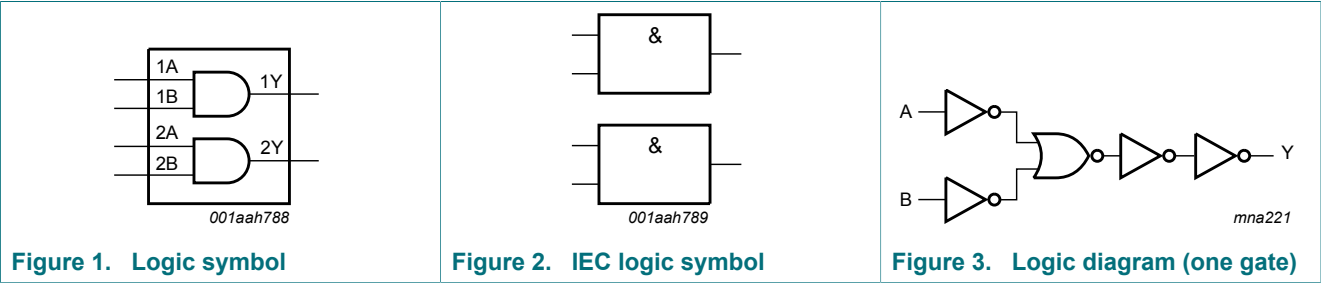 1A
1Y
1B
2A
2Y
2B
001aah788
Figure 1. Logic symbol
&
&
001aah789
Figure 2. IEC logic symbol
A
Y
B
mna221
Figure 3. Logic diagram (one gate)